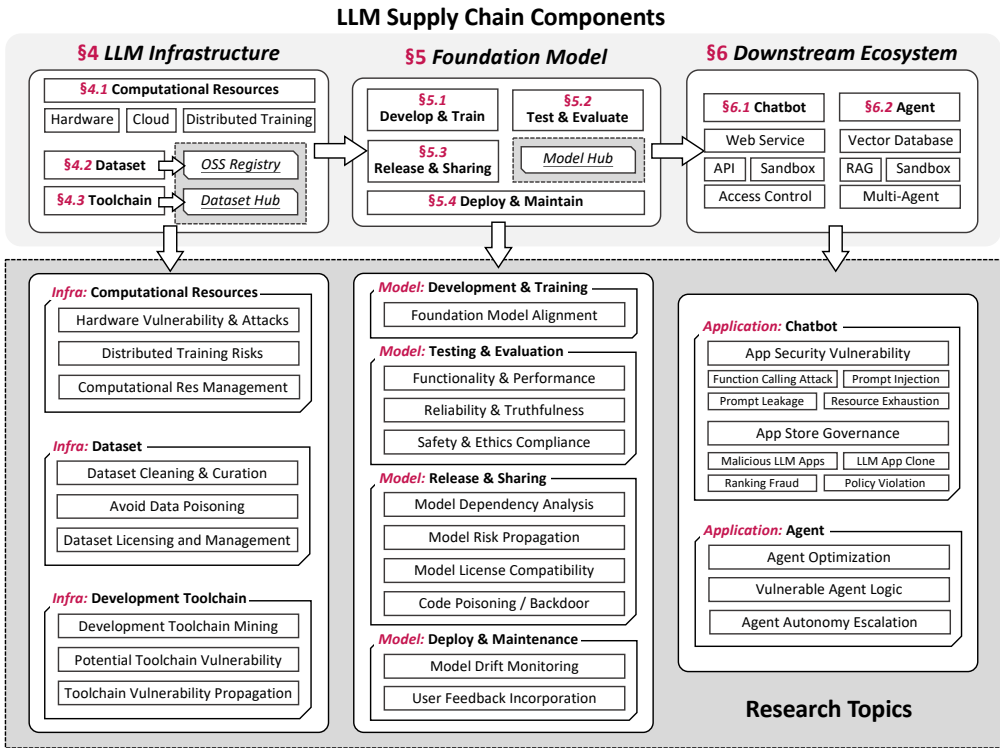 LLM Supply Chain Components
§4 LLM Infrastructure
§4.1 Computational Resources
Hardware
Cloud
Distributed Training
§4.2 Dataset
OSS Registry
§4.3 Toolchain
Dataset Hub
§5 Foundation Model
§5.1
Develop & Train
§5.2
Test & Evaluate
§5.3
Release & Sharing
Model Hub
§5.4 Deploy & Maintain
§6 Downstream Ecosystem
§6.1 Chatbot
Web Service
API
Sandbox
Access Control
§6.2 Agent
Vector Database
RAG
Sandbox
Multi-Agent
Infra: Computational Resources
Hardware Vulnerability & Attacks
Distributed Training Risks
Computational Res Management
Infra: Dataset
Dataset Cleaning & Curation
Avoid Data Poisoning
Dataset Licensing and Management
Infra: Development Toolchain
Development Toolchain Mining
Potential Toolchain Vulnerability
Toolchain Vulnerability Propagation
Model: Development & Training
Foundation Model Alignment
Model: Testing & Evaluation
Functionality & Performance
Reliability & Truthfulness
Safety & Ethics Compliance
Model: Release & Sharing
Model Dependency Analysis
Model Risk Propagation
Model License Compatibility
Code Poisoning / Backdoor
Model: Deploy & Maintenance
Model Drift Monitoring
User Feedback Incorporation
Application: Chatbot
App Security Vulnerability
Function Calling Attack
Prompt Injection
Prompt Leakage
Resource Exhaustion
App Store Governance
Malicious LLM Apps
LLM App Clone
Ranking Fraud
Policy Violation
Application: Agent
Agent Optimization
Vulnerable Agent Logic
Agent Autonomy Escalation
Research Topics